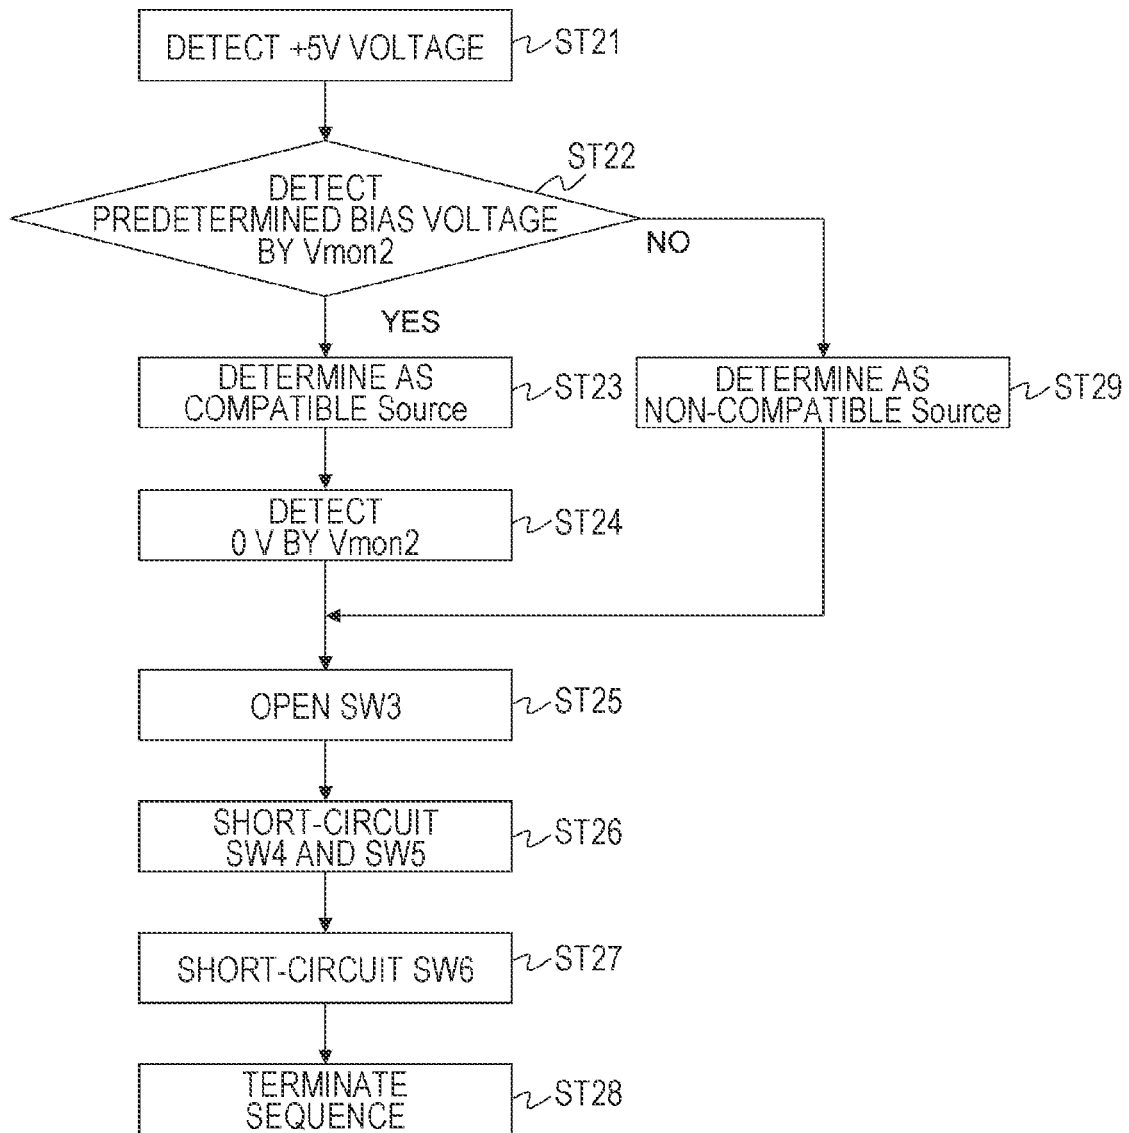 DETECT +5V VOLTAGE
ST21
DETECT
PREDETERMINED BIAS VOLTAGE
BY Vmon2
ST22
NO
YES
DETERMINE AS
COMPATIBLE Source
ST23
DETERMINE AS
NON-COMPATIBLE Source
ST29
DETECT
0 V BY Vmon2
ST24
OPEN SW3
ST25
SHORT-CIRCUIT
SW4 AND SW5
ST26
SHORT-CIRCUIT SW6
ST27
TERMINATE
SEQUENCE
ST28